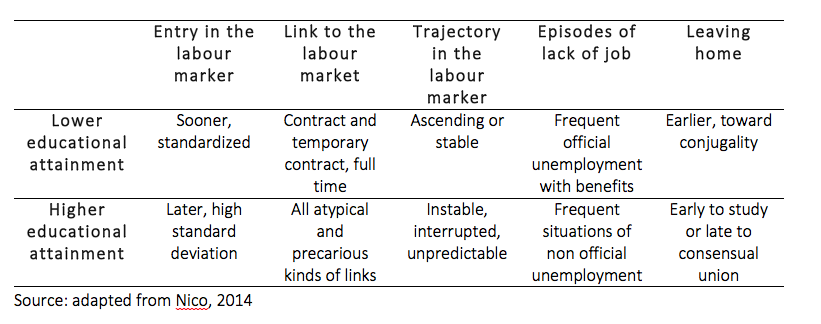 Entry in the Link to the Trajectory Episodes of Leaving
labour labour in the lack of job home
marker market labour
marker
Lower Sooner, Contract and Ascending or Frequent Earlier, toward
educational standardized temporary stable official conjugality
attainment contract, full unemployment
time with benefits
Higher Later, high All atypical Instable, Frequent Early to study
educational standard and interrupted, situations of or late to
attainment deviation precarious unpredictable non official consensual
kinds of links unemployment union
Source: adapted from Nico, 2014